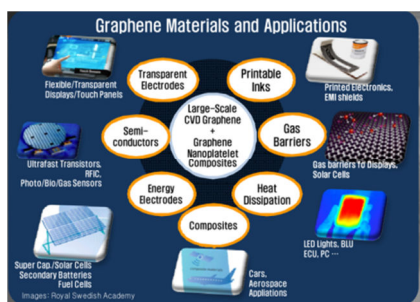 Graphene Materials and Applications
Transparent
Electrodes
Printable
Inks
Flexible/Transparent
Displays/Touch Panels
Printed Electronics,
EMI shields
Large-Scale
CVD Graphene
+
Graphene
Nanoplatelet
Composites
Semi-
conductors
Gas
Barriers
Ultrafast Transistors,
RFIC,
Photo/Bio/Gas Sensors
Gas barriers to Displays,
Solar Cells
Energy
Electrodes
Heat
Dissipation
Composites
Super Cap./Solar Cells
Secondary Batteries
Fuel Cells
LED Lights, BLU
ECU, PC ...
Cars,
Aerospace
Appliations
Images: Royal Swedish Academy